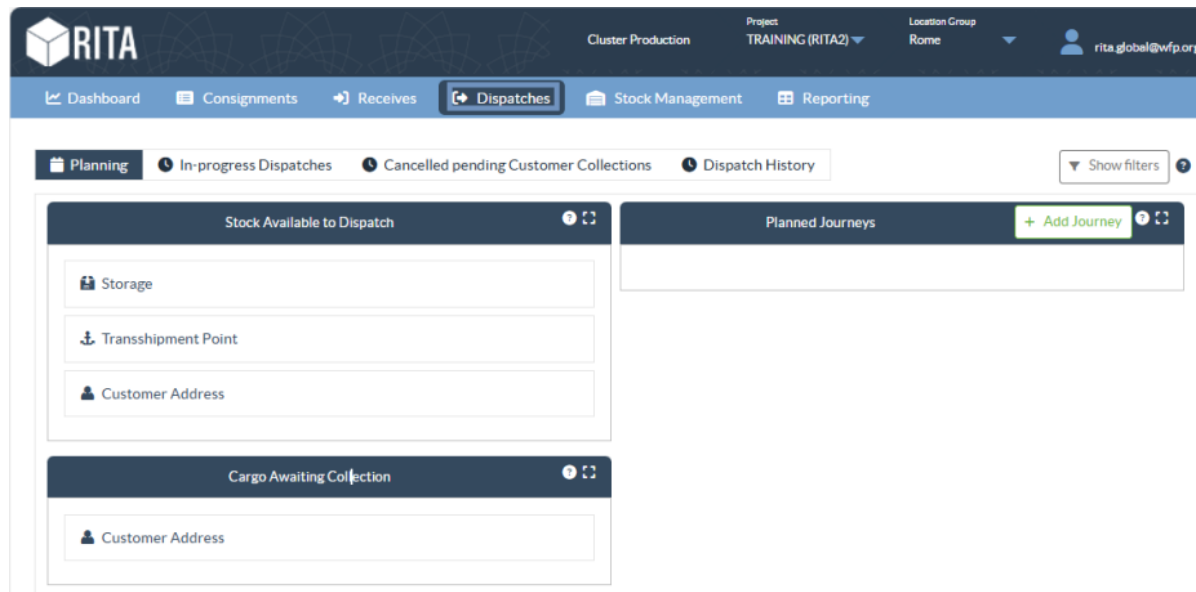 RITA
Cluster Production
Project
TRAINING (RITA2)
Location Group
Rome
rita.global@wfp.org
Dashboard
Consignments
Receives
Dispatches
Stock Management
Reporting
Planning
In-progress Dispatches
Cancelled pending Customer Collections
Dispatch History
Show filters
Stock Available to Dispatch
Storage
Transshipment Point
Customer Address
Planned Journeys
+ Add Journey
Cargo Awaiting Collection
Customer Address